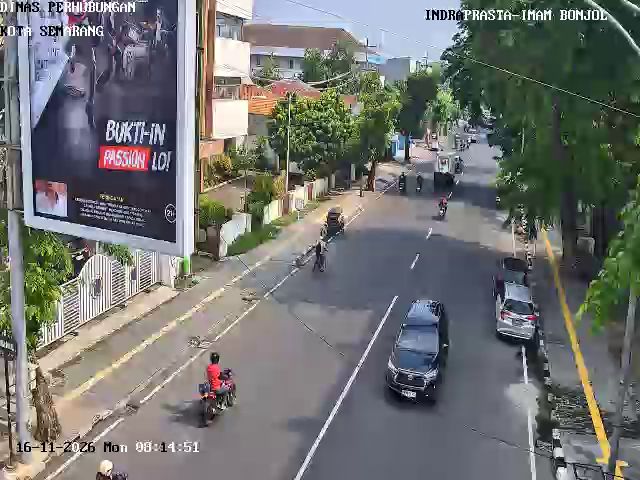 DINAS PERHUBUNGAN
KOTA SEMARANG
INDRAPRASTA-IMAM BONJOL
BUKTI-IN
PASSION LO!
16-11-2026 Mon 08:14:51